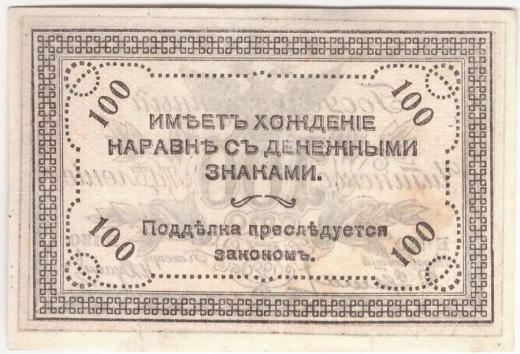 100 100
ИМѢЕТЪ ХОЖДЕНІЕ
НАРАВНѢ СЪ ДЕНЕЖНЫМИ
ЗНАКАМИ.
Поддѣлка преслѣдуется
закономъ.
100 100